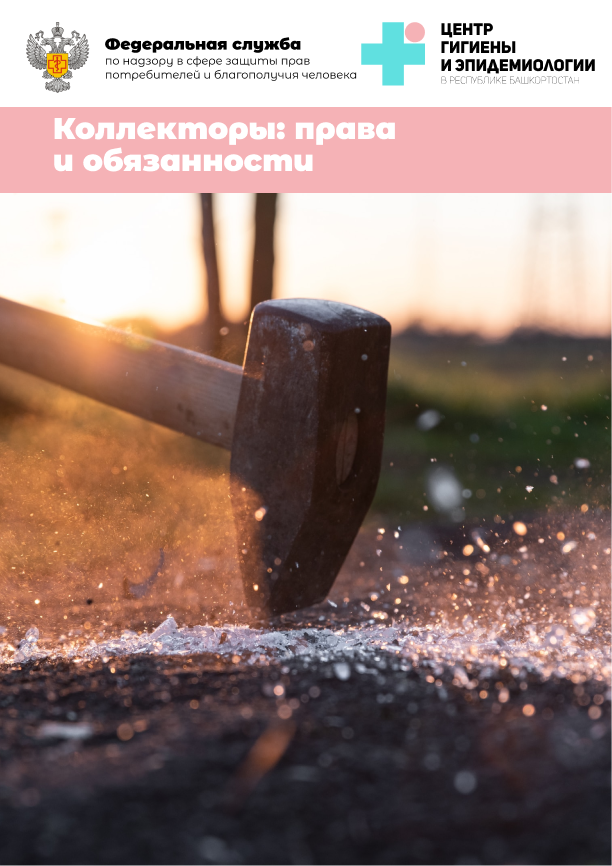 Федеральная служба
по надзору в сфере защиты прав
потребителей и благополучия человека
ЦЕНТР
ГИГИЕНЫ
И ЭПИДЕМИОЛОГИИ
В РЕСПУБЛИКЕ БАШКОРТОСТАН
Коллекторы: права
и обязанности